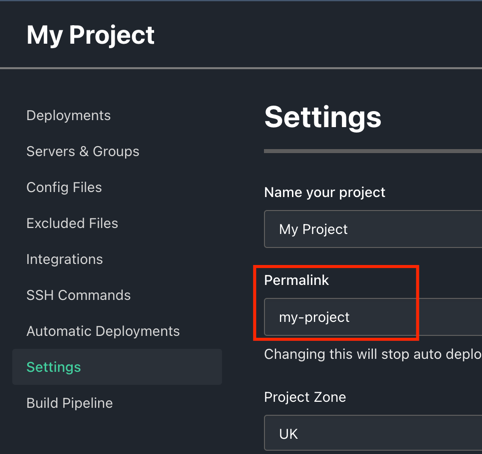 My Project
Deployments
Servers & Groups
Config Files
Excluded Files
Integrations
SSH Commands
Automatic Deployments
Settings
Build Pipeline
Settings
Name your project
My Project
Permalink
my-project
Changing this will stop auto deplo
Project Zone
UK